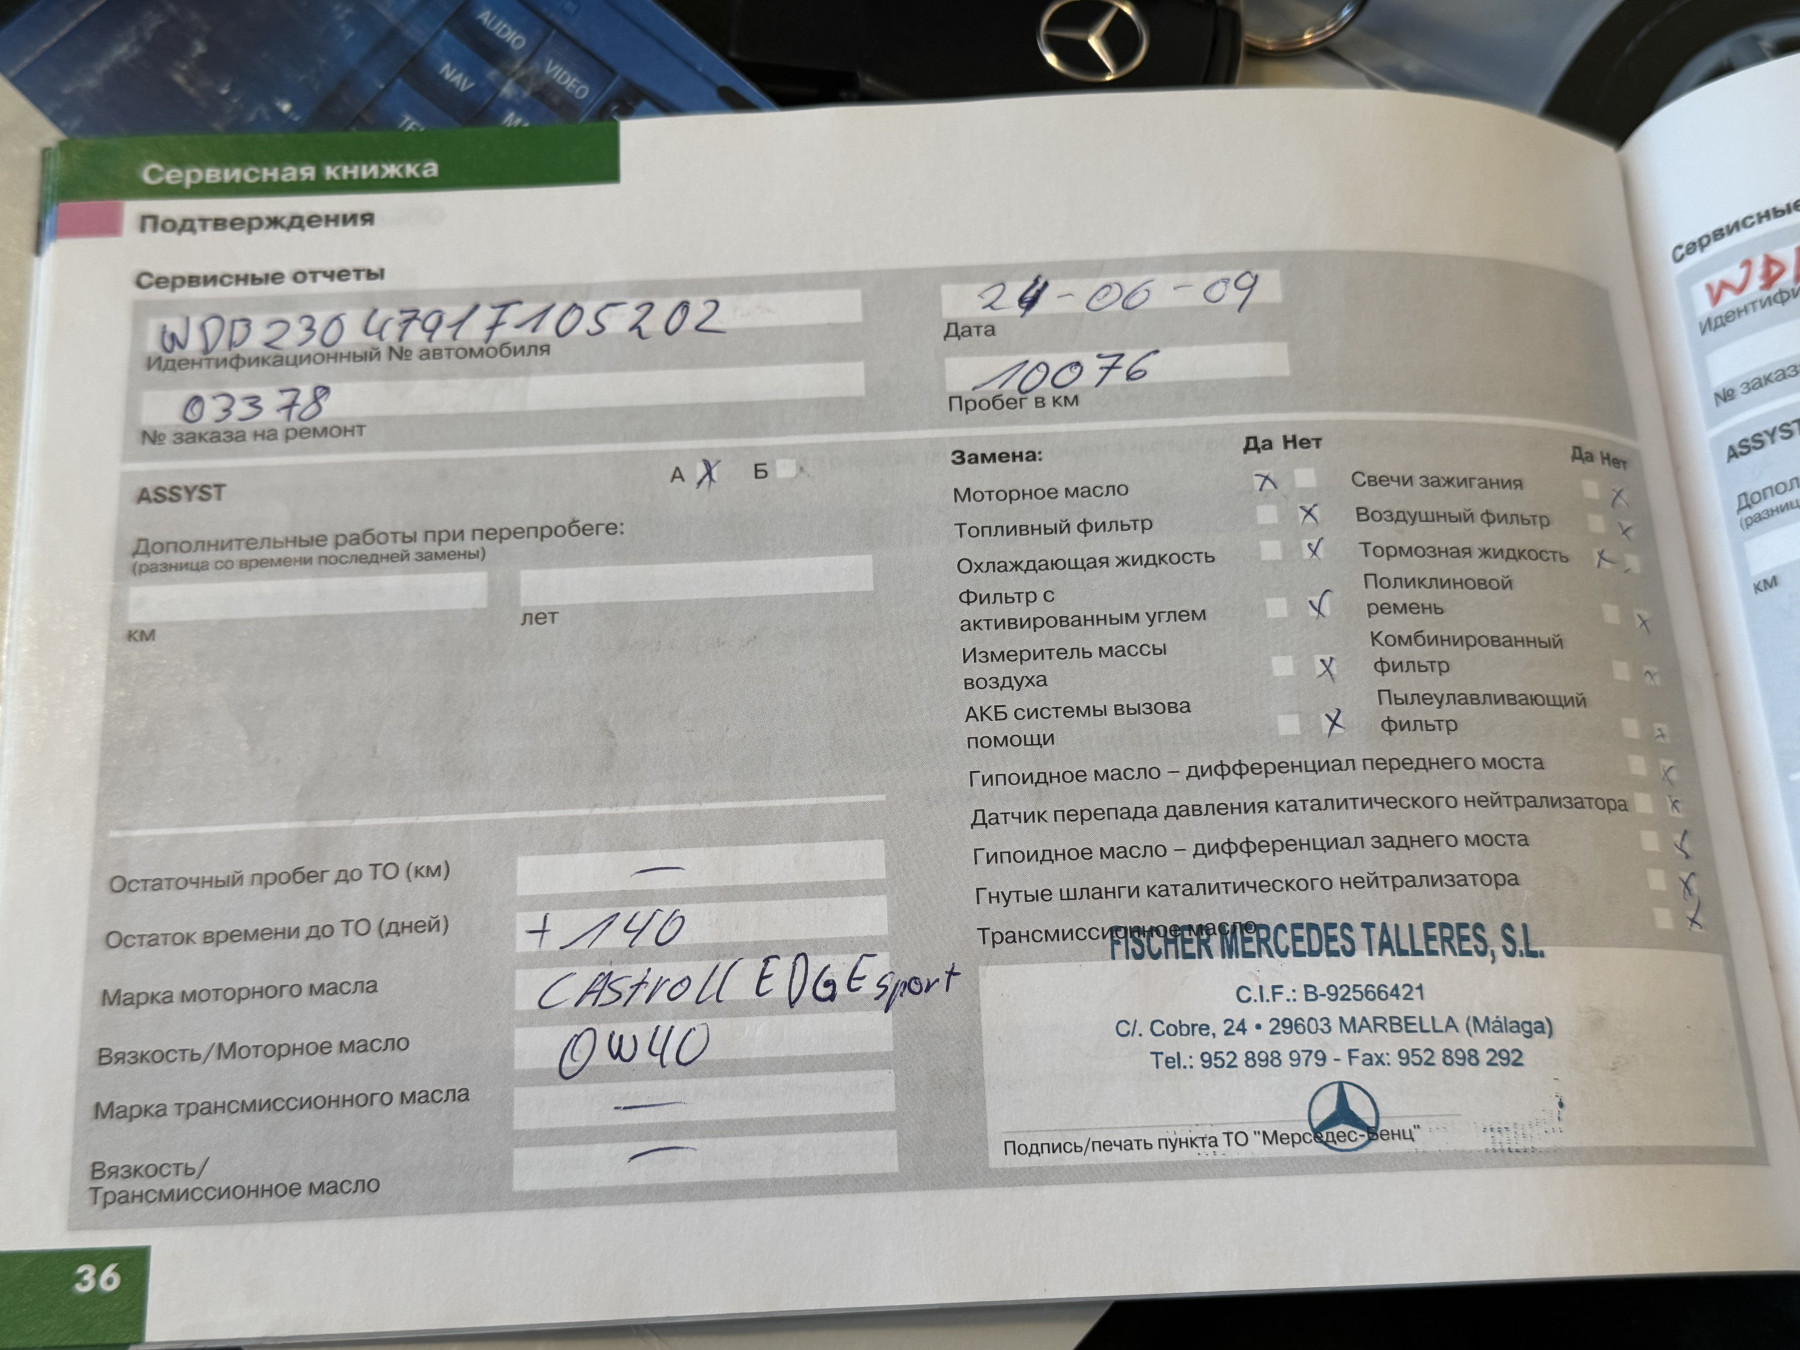 AUDIO
VIDEO
NAV
Сервисная книжка
Подтверждения
Сервисные отчеты
WDB2304791F105202
Идентификационный № автомобиля
03378
№ заказа на ремонт
24-06-09
Дата
10076
Пробег в км
ASSYST
А X Б
Дополнительные работы при перепробеге:
(разница со времени последней замены)
км
лет
Остаточный пробег до ТО (км) —
Остаток времени до ТО (дней) +140
Марка моторного масла CAstroll EDGE sport
Вязкость/Моторное масло 0W40
Марка трансмиссионного масла —
Вязкость/
Трансмиссионное масло —
Замена: Да Нет
Моторное масло X
Топливный фильтр X
Охлаждающая жидкость X
Фильтр с
активированным углем X
Измеритель массы
воздуха X
АКБ системы вызова
помощи X
Да Нет
Свечи зажигания X
Воздушный фильтр X
Тормозная жидкость X
Поликлиновой
ремень X
Комбинированный
фильтр X
Пылеулавливающий
фильтр X
Гипоидное масло – дифференциал переднего моста X
Датчик перепада давления каталитического нейтрализатора X
Гипоидное масло – дифференциал заднего моста X
Гнутые шланги каталитического нейтрализатора X
Трансмиссионное масло X
FISCHER MERCEDES TALLERES, S.L.
C.I.F.: B-92566421
C/. Cobre, 24 • 29603 MARBELLA (Málaga)
Tel.: 952 898 979 - Fax: 952 898 292
Подпись/печать пункта ТО "Мерседес-Бенц"
36
Сервисные
№ заказа
ASSYST
км